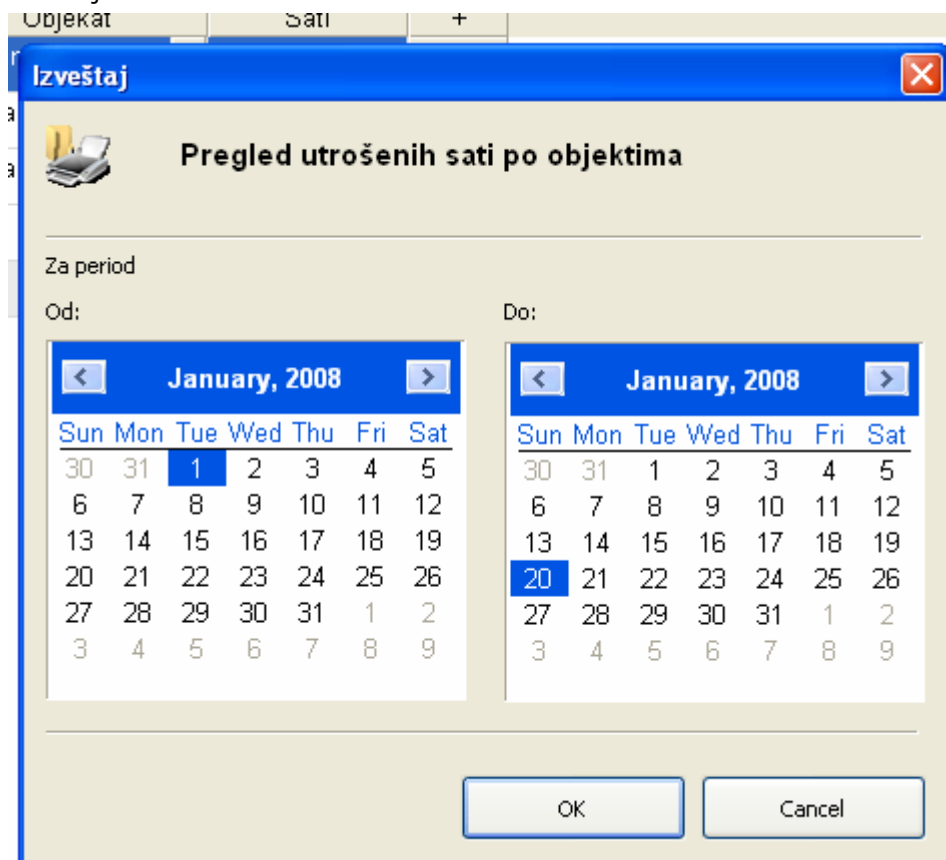 Objekat Sati +
Izveštaj
Pregled utrošenih sati po objektima
Za period
Od: Do:
January, 2008 January, 2008
Sun Mon Tue Wed Thu Fri Sat Sun Mon Tue Wed Thu Fri Sat
30 31 1 2 3 4 5 30 31 1 2 3 4 5
6 7 8 9 10 11 12 6 7 8 9 10 11 12
13 14 15 16 17 18 19 13 14 15 16 17 18 19
20 21 22 23 24 25 26 20 21 22 23 24 25 26
27 28 29 30 31 1 2 27 28 29 30 31 1 2
3 4 5 6 7 8 9 3 4 5 6 7 8 9
OK Cancel